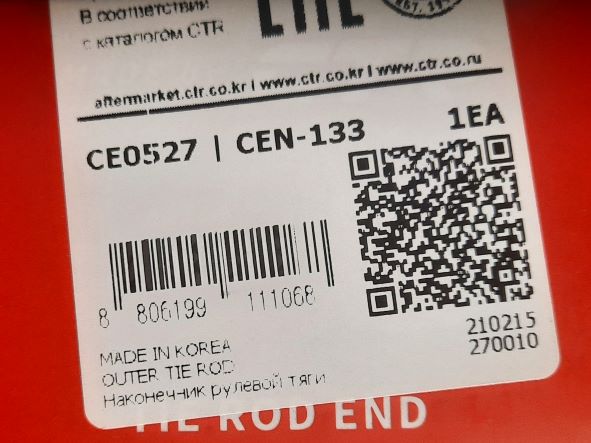 В соответствии
с каталогом CTR
EAC
aftermarket.ctr.co.kr | www.ctr.co.kr | www.ctr.co.ru
CE0527 | CEN-133
1EA
8 806199 111068
210215
270010
MADE IN KOREA
OUTER TIE ROD
Наконечник рулевой тяги
TIE ROD END